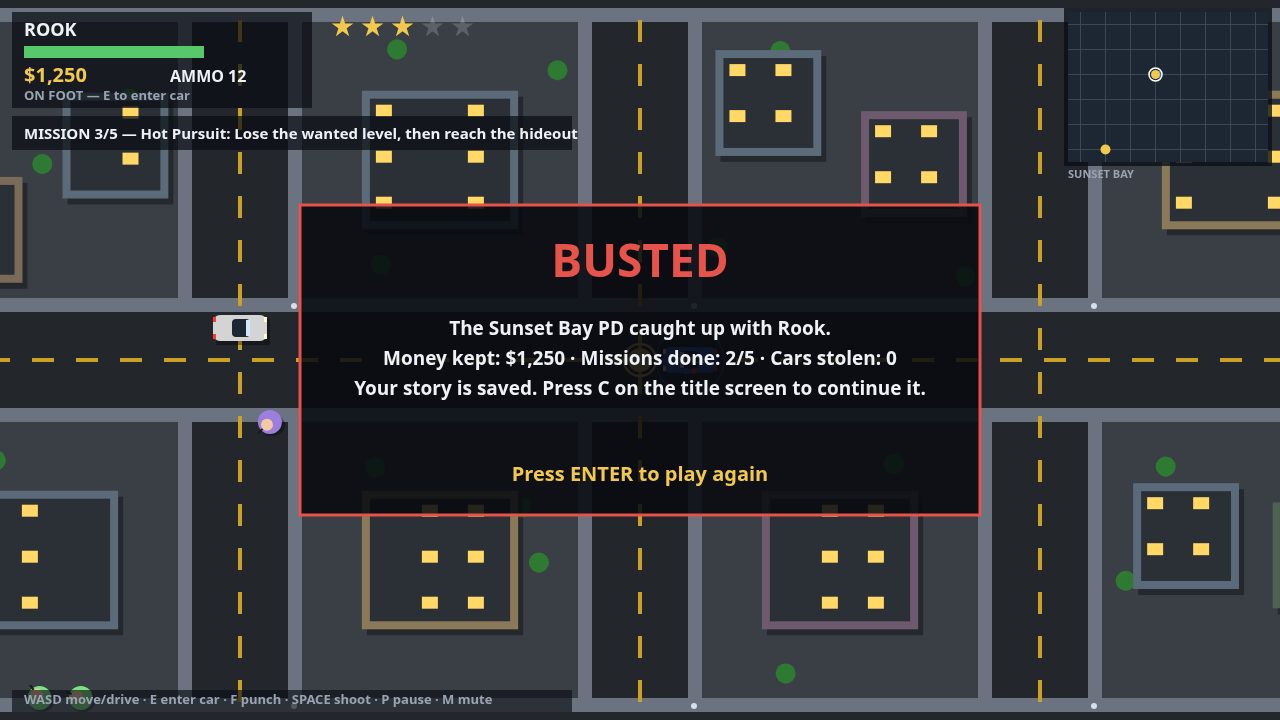 ROOK
$1,250 AMMO 12
ON FOOT — E to enter car
MISSION 3/5 — Hot Pursuit: Lose the wanted level, then reach the hideout
SUNSET BAY
BUSTED
The Sunset Bay PD caught up with Rook.
Money kept: $1,250 · Missions done: 2/5 · Cars stolen: 0
Your story is saved. Press C on the title screen to continue it.
Press ENTER to play again
WASD move/drive · E enter car · F punch · SPACE shoot · P pause · M mute